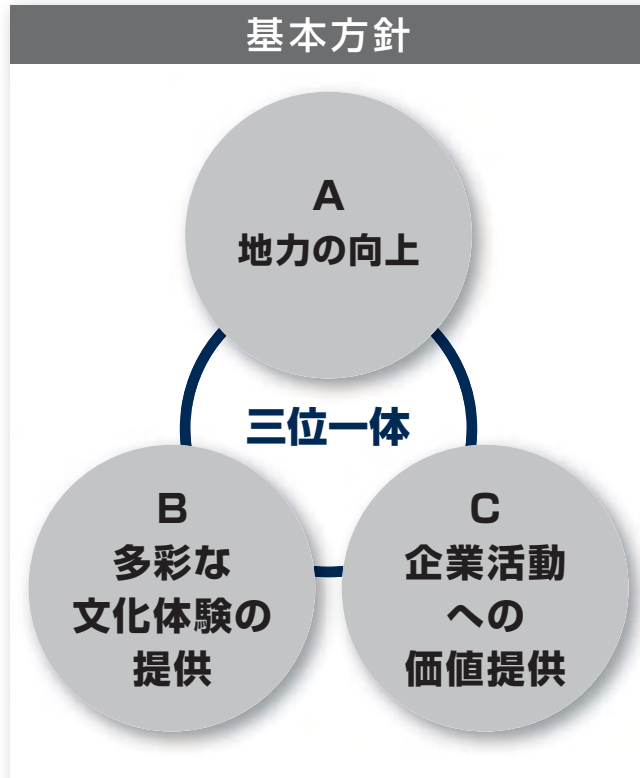 基本方針
A
地力の向上
三位一体
B
多彩な
文化体験の
提供
C
企業活動
への
価値提供